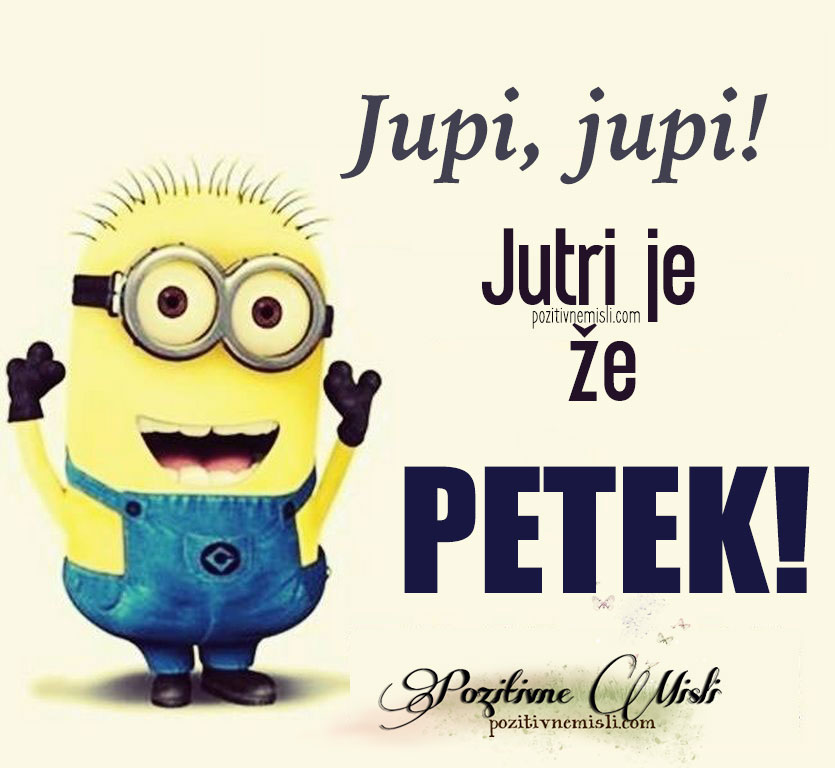 Jupi, jupi!
Jutri je
pozitivnemisli.com
že
PETEK!
Pozitivne Misli
pozitivnemisli.com